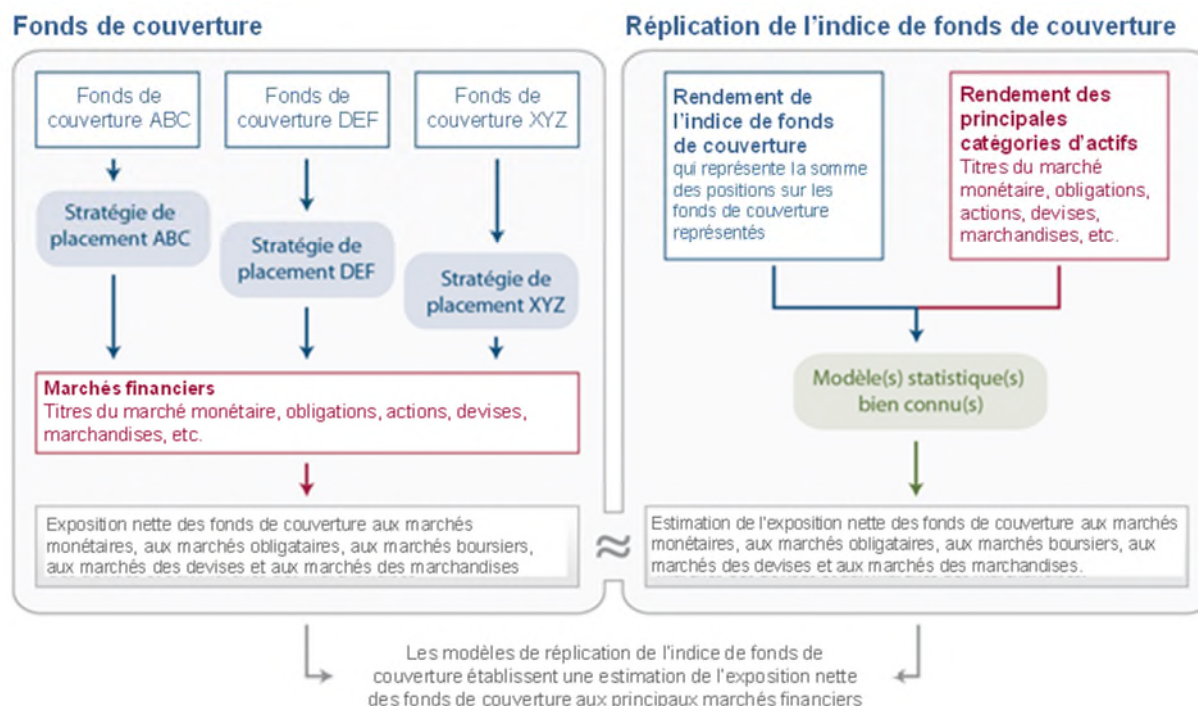 Fonds de couverture
Fonds de
couverture ABC
Fonds de
couverture DEF
Fonds de
couverture XYZ
Stratégie de
placement ABC
Stratégie de
placement DEF
Stratégie de
placement XYZ
Marchés financiers
Titres du marché monétaire, obligations, actions, devises,
marchandises, etc.
Exposition nette des fonds de couverture aux marchés
monétaires, aux marchés obligataires, aux marchés boursiers,
aux marchés des devises et aux marchés des marchandises
≈
Réplication de l'indice de fonds de couverture
Rendement de
l'indice de fonds
de couverture
qui représente la somme
des positions sur les
fonds de couverture
représentés
Rendement des
principales
catégories d'actifs
Titres du marché
monétaire, obligations,
actions, devises,
marchandises, etc.
Modèle(s) statistique(s)
bien connu(s)
Estimation de l'exposition nette des fonds de couverture aux marchés
monétaires, aux marchés obligataires, aux marchés boursiers, aux
marchés des devises et aux marchés des marchandises.
Les modèles de réplication de l'indice de fonds de
couverture établissent une estimation de l'exposition nette
des fonds de couverture aux principaux marchés financiers